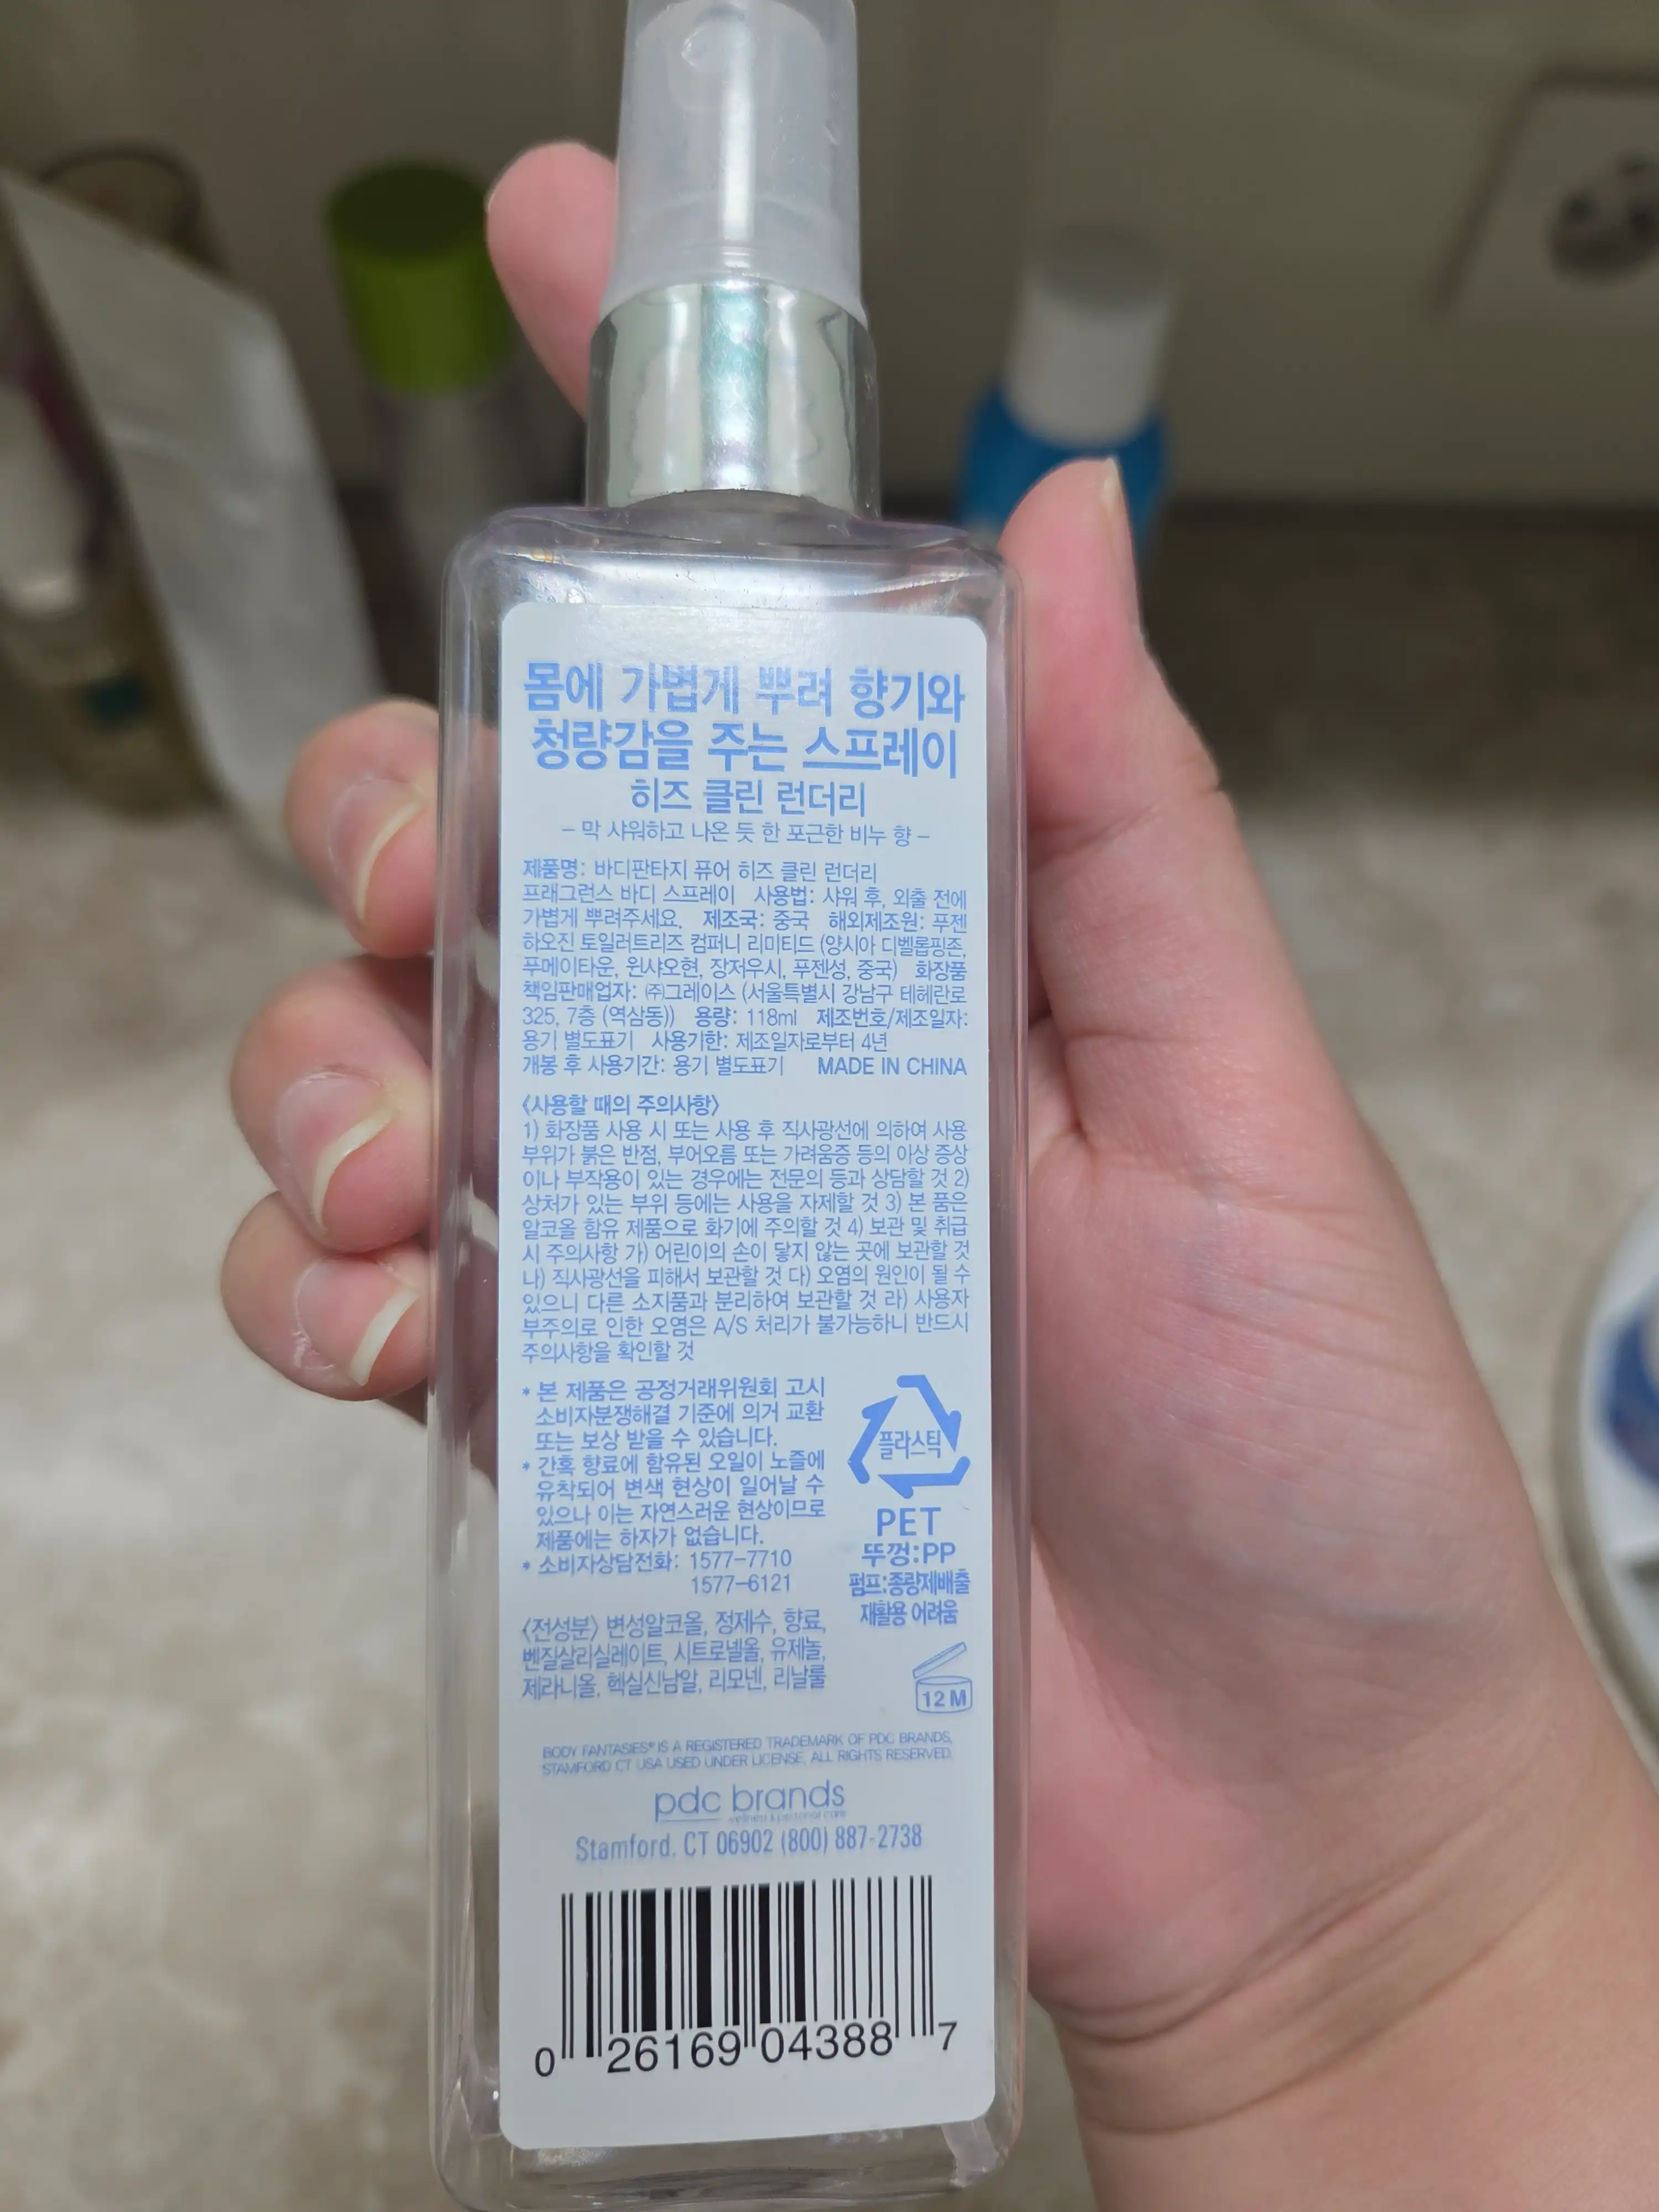 몸에 가볍게 뿌려 향기와
청량감을 주는 스프레이
히즈 클린 런더리
– 막 샤워하고 나온 듯 한 포근한 비누 향 –
제품명: 바디판타지 퓨어 히즈 클린 런더리
프래그런스 바디 스프레이 사용법: 샤워 후, 외출 전에
가볍게 뿌려주세요. 제조국: 중국 해외제조원: 푸젠
하오진 토일러트리즈 컴퍼니 리미티드 (양시아 디벨롭핑존,
푸메이타운, 윈샤오현, 장저우시, 푸젠성, 중국) 화장품
책임판매업자: ㈜그레이스 (서울특별시 강남구 테헤란로
325, 7층 (역삼동)) 용량: 118ml 제조번호/제조일자:
용기 별도표기 사용기한: 제조일자로부터 4년
개봉 후 사용기간: 용기 별도표기 MADE IN CHINA
〈사용할 때의 주의사항〉
1) 화장품 사용 시 또는 사용 후 직사광선에 의하여 사용
부위가 붉은 반점, 부어오름 또는 가려움증 등의 이상 증상
이나 부작용이 있는 경우에는 전문의 등과 상담할 것 2)
상처가 있는 부위 등에는 사용을 자제할 것 3) 본 품은
알코올 함유 제품으로 화기에 주의할 것 4) 보관 및 취급
시 주의사항 가) 어린이의 손이 닿지 않는 곳에 보관할 것
나) 직사광선을 피해서 보관할 것 다) 오염의 원인이 될 수
있으니 다른 소지품과 분리하여 보관할 것 라) 사용자
부주의로 인한 오염은 A/S 처리가 불가능하니 반드시
주의사항을 확인할 것
* 본 제품은 공정거래위원회 고시
소비자분쟁해결 기준에 의거 교환
또는 보상 받을 수 있습니다.
* 간혹 향료에 함유된 오일이 노즐에
유착되어 변색 현상이 일어날 수
있으나 이는 자연스러운 현상이므로
제품에는 하자가 없습니다.
* 소비자상담전화: 1577-7710
1577-6121
플라스틱
PET
뚜껑:PP
펌프:종량제배출
재활용 어려움
〈전성분〉 변성알코올, 정제수, 향료,
벤질살리실레이트, 시트로넬올, 유제놀,
제라니올, 헥실신남알, 리모넨, 리날룰
12 M
BODY FANTASIES® IS A REGISTERED TRADEMARK OF PDC BRANDS,
STAMFORD CT USA USED UNDER LICENSE, ALL RIGHTS RESERVED.
pdc brands
wellness & personal care
Stamford, CT 06902 (800) 887-2738
0 26169 04388 7